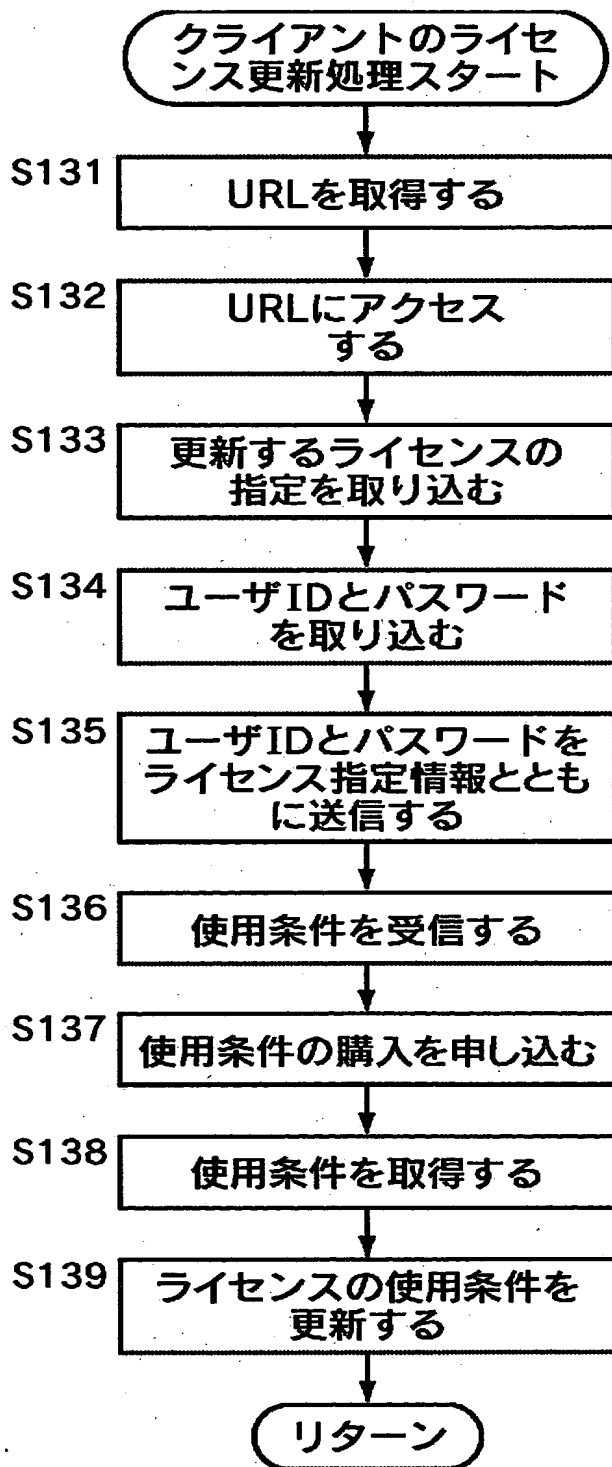 クライアントのライセ
ンス更新処理スタート
S131
URLを取得する
S132
URLにアクセス
する
S133
更新するライセンスの
指定を取り込む
S134
ユーザIDとパスワード
を取り込む
S135
ユーザIDとパスワードを
ライセンス指定情報ととも
に送信する
S136
使用条件を受信する
S137
使用条件の購入を申し込む
S138
使用条件を取得する
S139
ライセンスの使用条件を
更新する
リターン